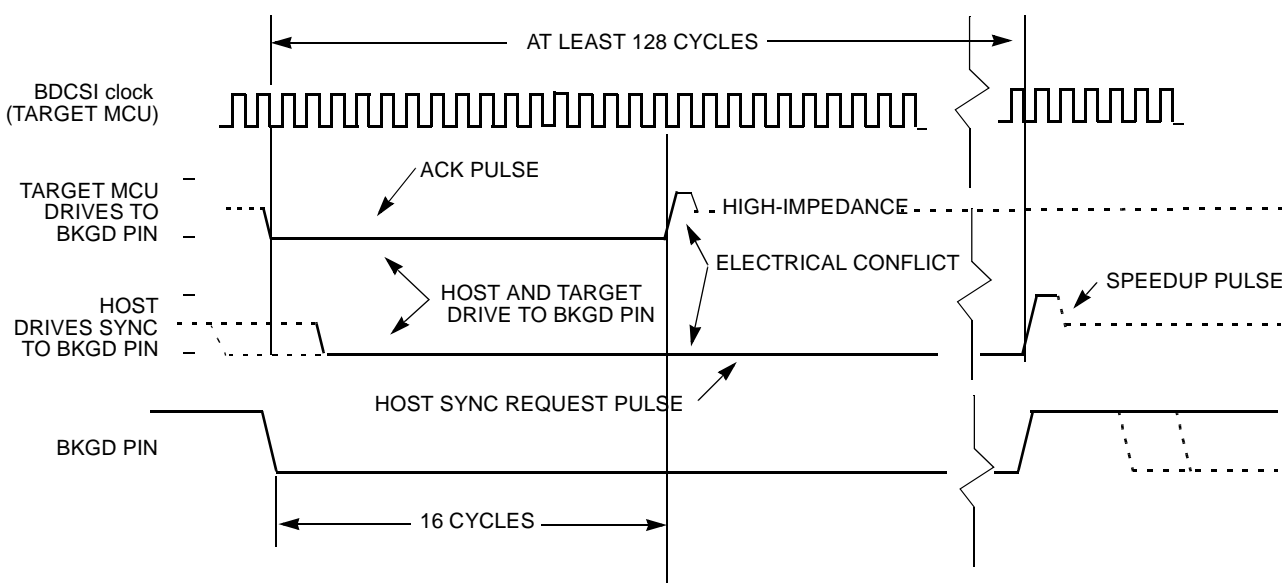 AT LEAST 128 CYCLES
BDCSI clock
(TARGET MCU)
ACK PULSE
TARGET MCU
DRIVES TO
BKGD PIN
HIGH-IMPEDANCE
ELECTRICAL CONFLICT
SPEEDUP PULSE
HOST AND TARGET
DRIVE TO BKGD PIN
HOST
DRIVES SYNC
TO BKGD PIN
HOST SYNC REQUEST PULSE
BKGD PIN
16 CYCLES